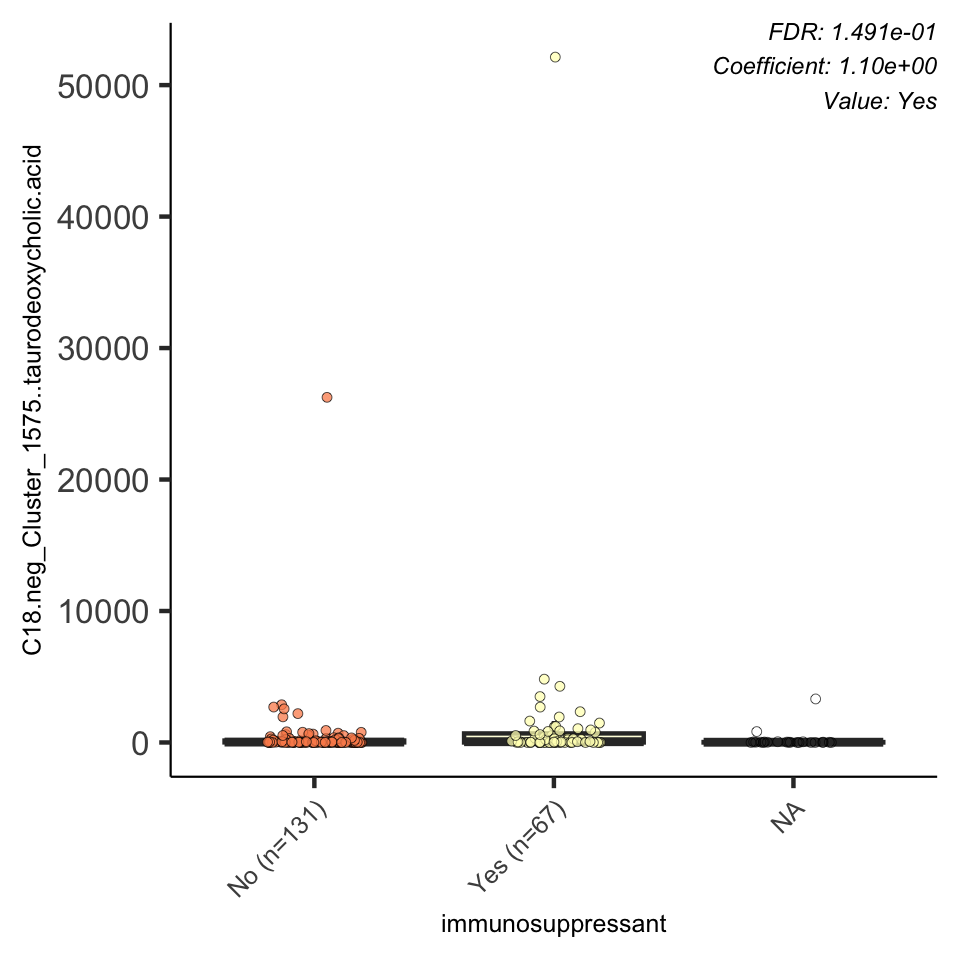 FDR: 1.491e-01
Coefficient: 1.10e+00
Value: Yes
C18.neg_Cluster_1575..taurodeoxycholic.acid
50000
40000
30000
20000
10000
0
No (n=131)
Yes (n=67)
NA
immunosuppressant